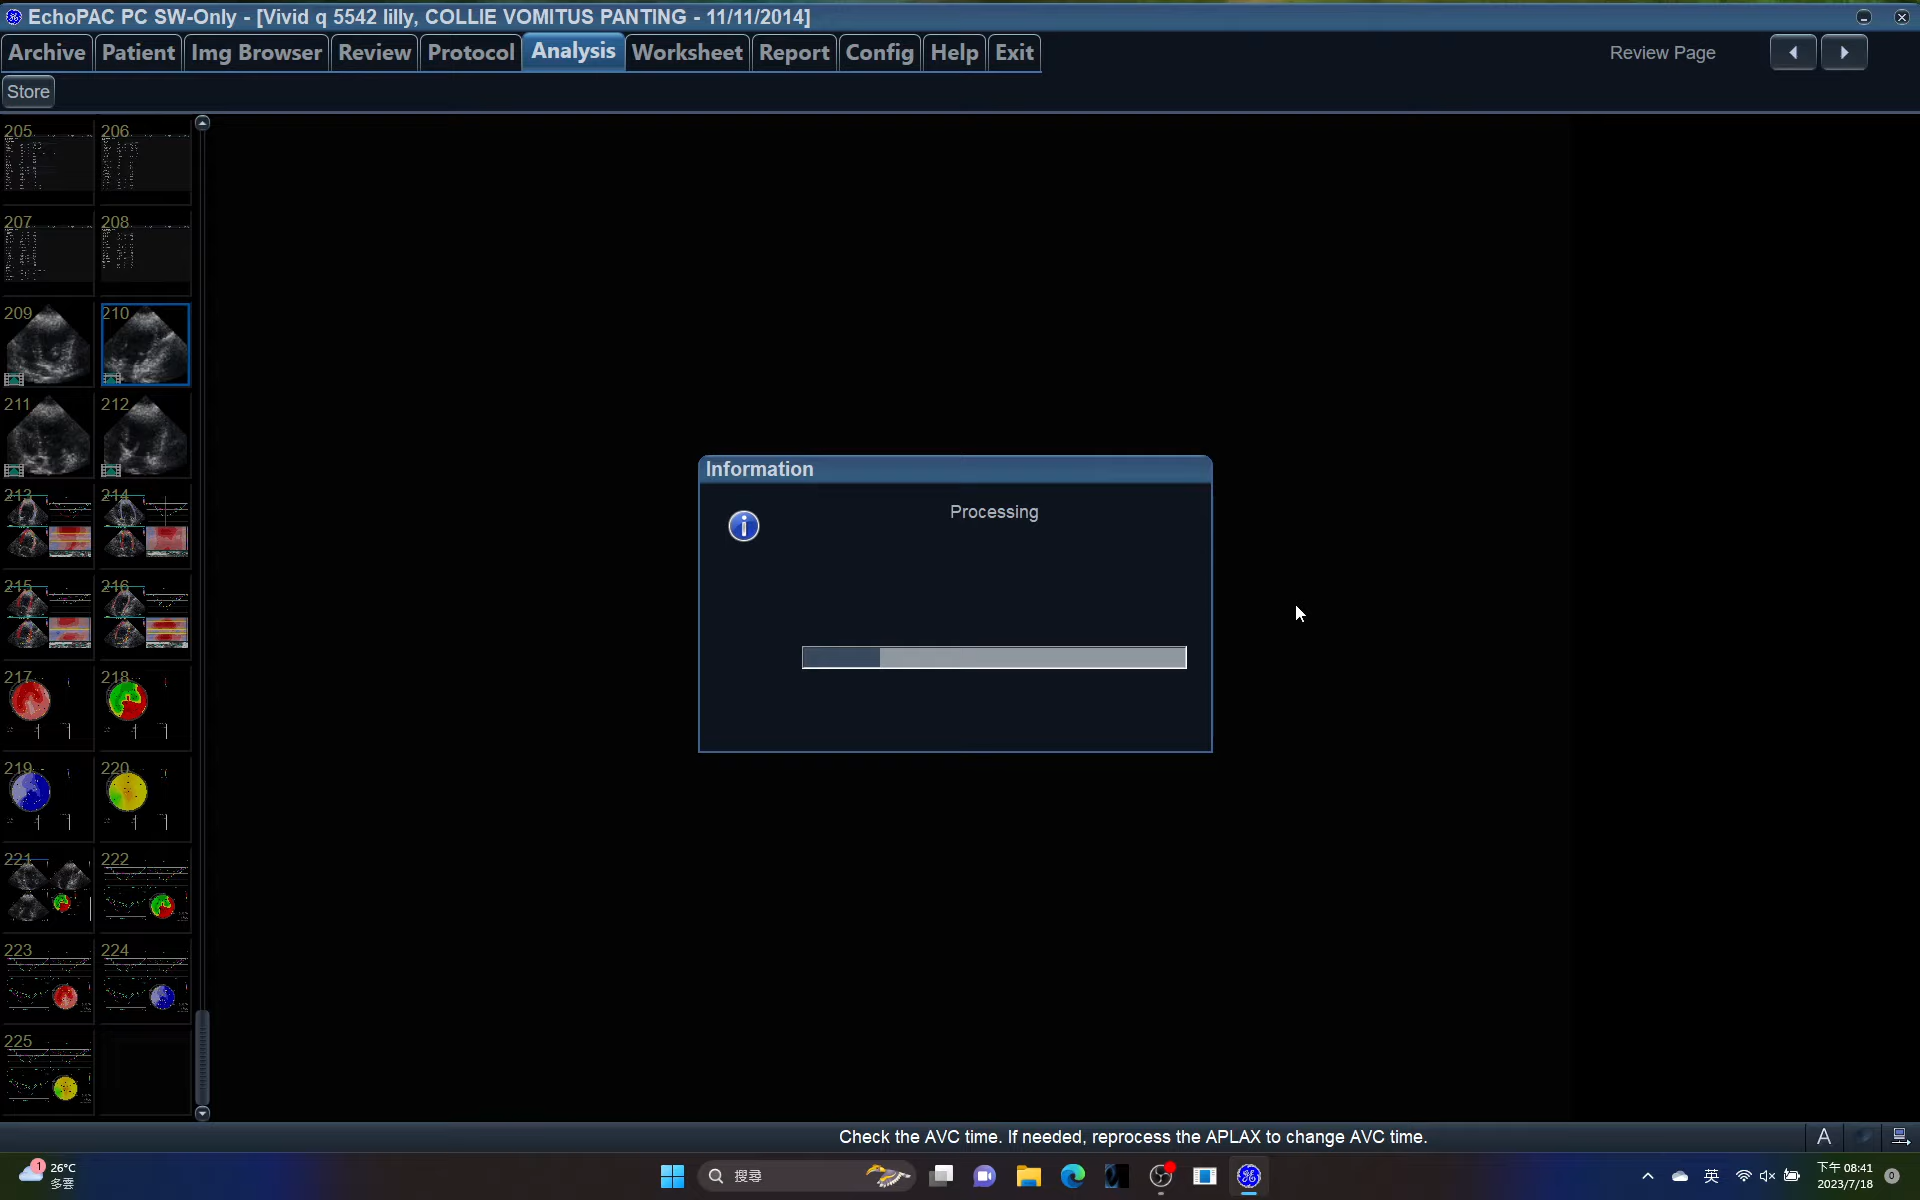 EchoPAC PC SW-Only - [Vivid q 5542 lilly, COLLIE VOMITUS PANTING - 11/11/2014]
Archive Patient Img Browser Review Protocol Analysis Worksheet Report Config Help Exit Review Page
Store
205 206
207 208
209 210
211 212
213 214
215 216
217 218
219 220
221 222
223 224
225
Information
Processing
Check the AVC time. If needed, reprocess the APLAX to change AVC time.
A
1 26°C
多雲
搜尋
英
下午 08:41
2023/7/18
0